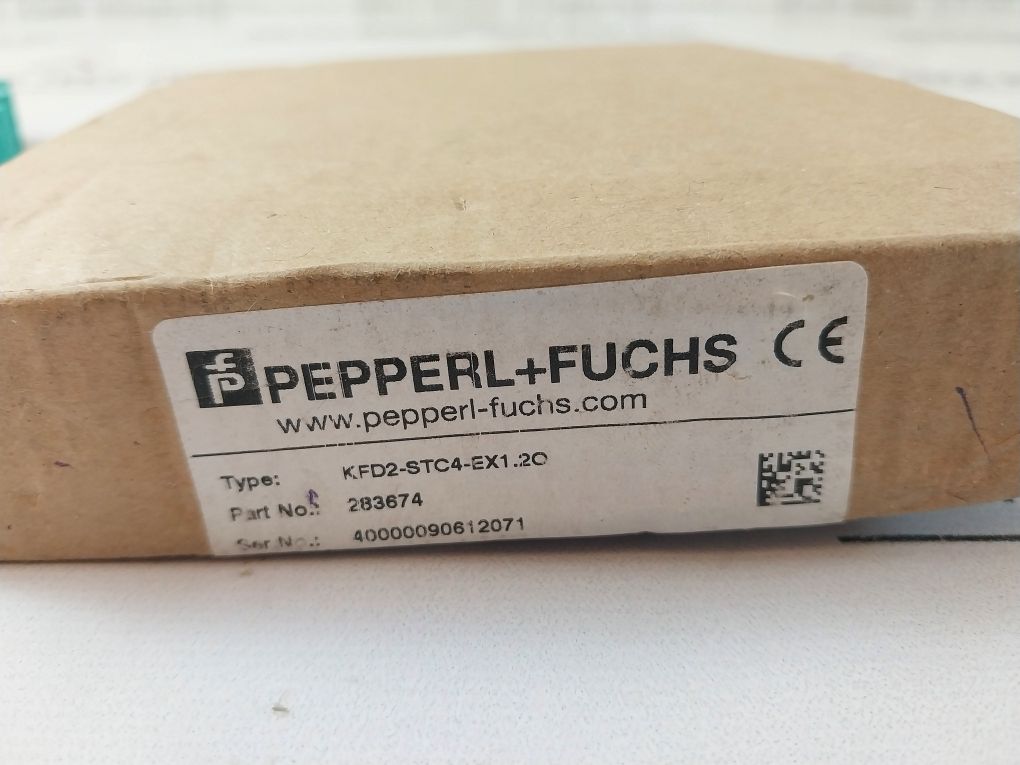 PEPPERL+FUCHS CE
www.pepperl-fuchs.com
Type: KFD2-STC4-EX1.2O
Part No.: 283674
Ser.No.: 40000090612071